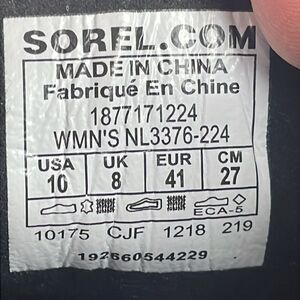 SOREL.COM
MADE IN CHINA
Fabriqué En Chine
1877171224
WMN'S NL3376-224
USA UK EUR CM
10 8 41 27
ECA-5
10175 CJF 1218 219
192660544229